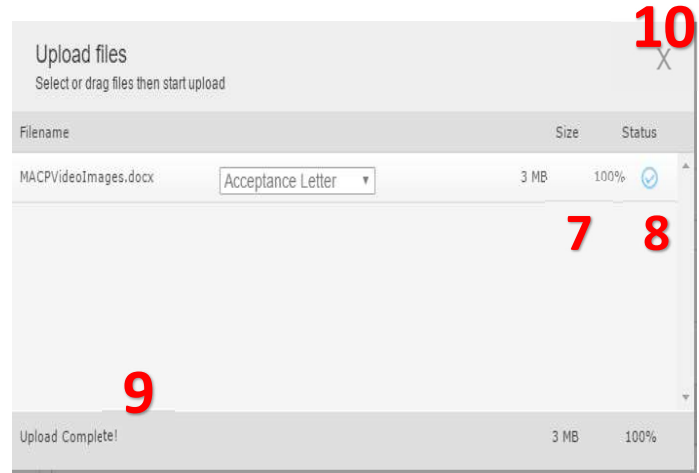 10
Upload files
X
Select or drag files then start upload
Filename Size Status
MACPVideoImages.docx Acceptance Letter 3 MB 100%
7 8
9
Upload Complete! 3 MB 100%